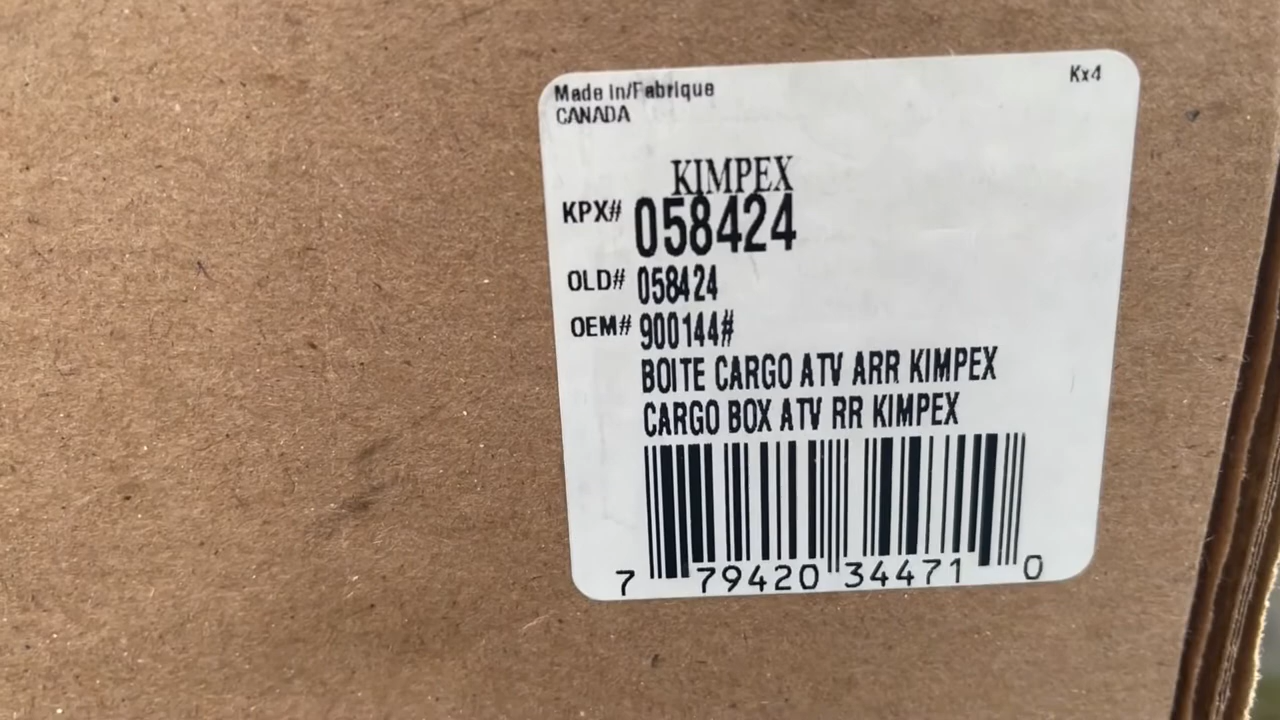 Made In/Fabrique
CANADA
Kx4
KIMPEX
KPX# 058424
OLD# 058424
OEM# 900144#
BOITE CARGO ATV ARR KIMPEX
CARGO BOX ATV RR KIMPEX
7 79420 34471 0